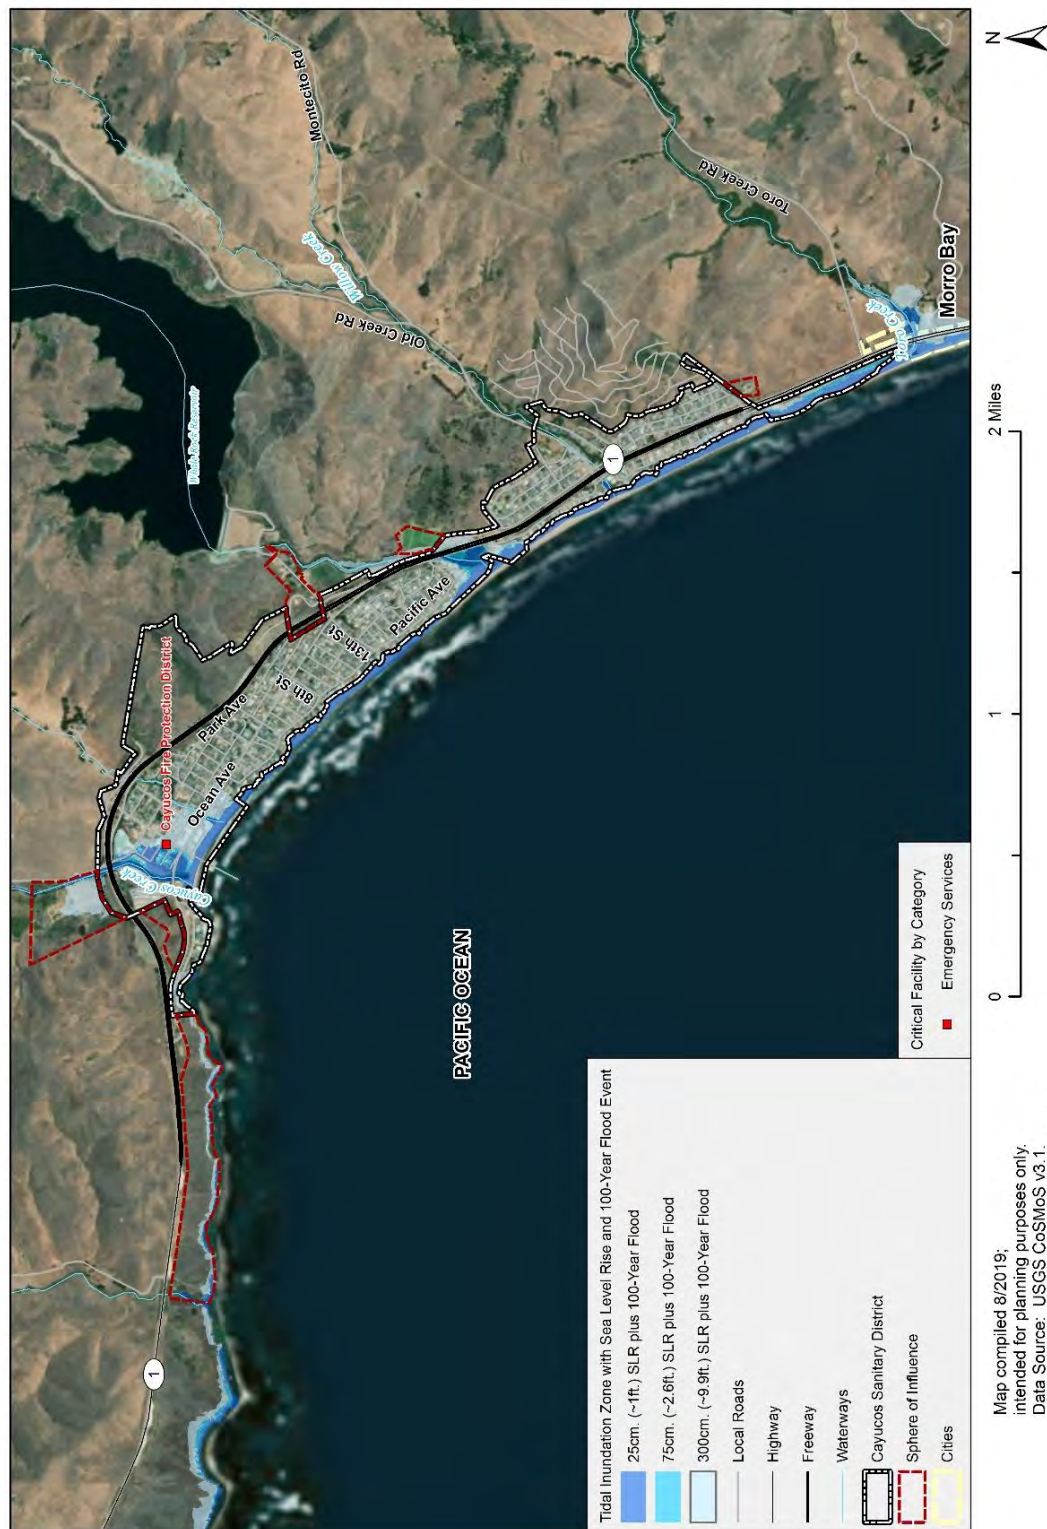 N
Montecito Rd
Toro Creek Rd
Willow Creek
Old Creek Rd
Morro Bay
Toro Creek
Whale Rock Reservoir
1
Cayucos Fire Protection District
Park Ave
Ocean Ave
8th St
13th St
Pacific Ave
Cayucos Creek
1
PACIFIC OCEAN
Tidal Inundation Zone with Sea Level Rise and 100-Year Flood Event
25cm. (~1ft.) SLR plus 100-Year Flood
75cm. (~2.6ft.) SLR plus 100-Year Flood
300cm. (~9.9ft.) SLR plus 100-Year Flood
Local Roads
Highway
Freeway
Waterways
Cayucos Sanitary District
Sphere of Influence
Cities
Critical Facility by Category
Emergency Services
0 1 2 Miles
Map compiled 8/2019;
intended for planning purposes only.
Data Source: USGS CoSMoS v3.1.